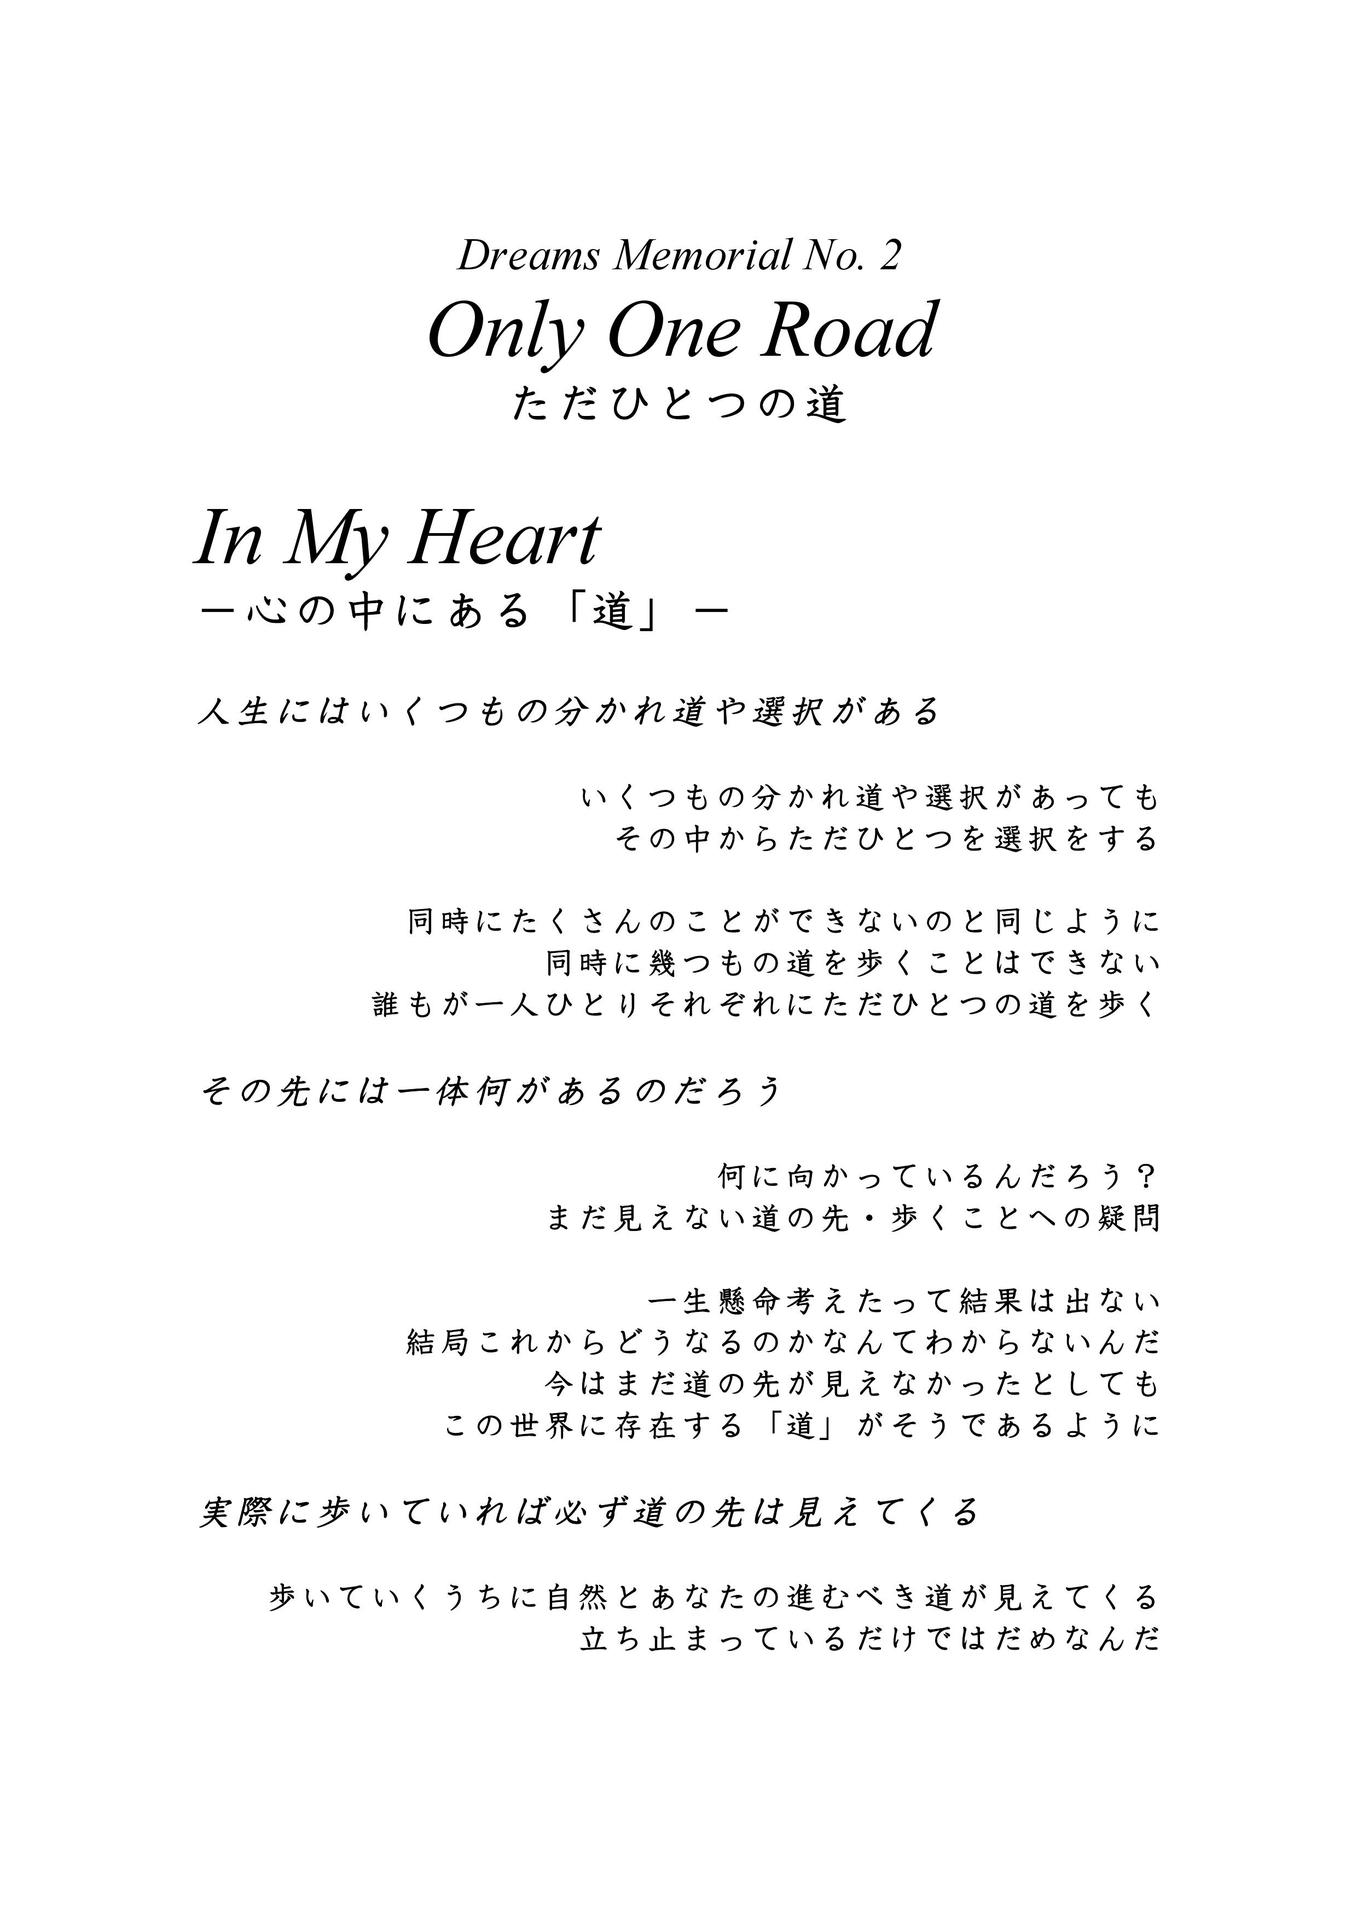 Dreams Memorial No. 2
Only One Road
ただひとつの道
In My Heart
－心の中にある「道」－
人生にはいくつもの分かれ道や選択がある
いくつもの分かれ道や選択があっても
その中からただひとつを選択をする
同時にたくさんのことができないのと同じように
同時に幾つもの道を歩くことはできない
誰もが一人ひとりそれぞれにただひとつの道を歩く
その先には一体何があるのだろう
何に向かっているんだろう？
まだ見えない道の先・歩くことへの疑問
一生懸命考えたって結果は出ない
結局これからどうなるのかなんてわからないんだ
今はまだ道の先が見えなかったとしても
この世界に存在する「道」がそうであるように
実際に歩いていれば必ず道の先は見えてくる
歩いていくうちに自然とあなたの進むべき道が見えてくる
立ち止まっているだけではだめなんだ